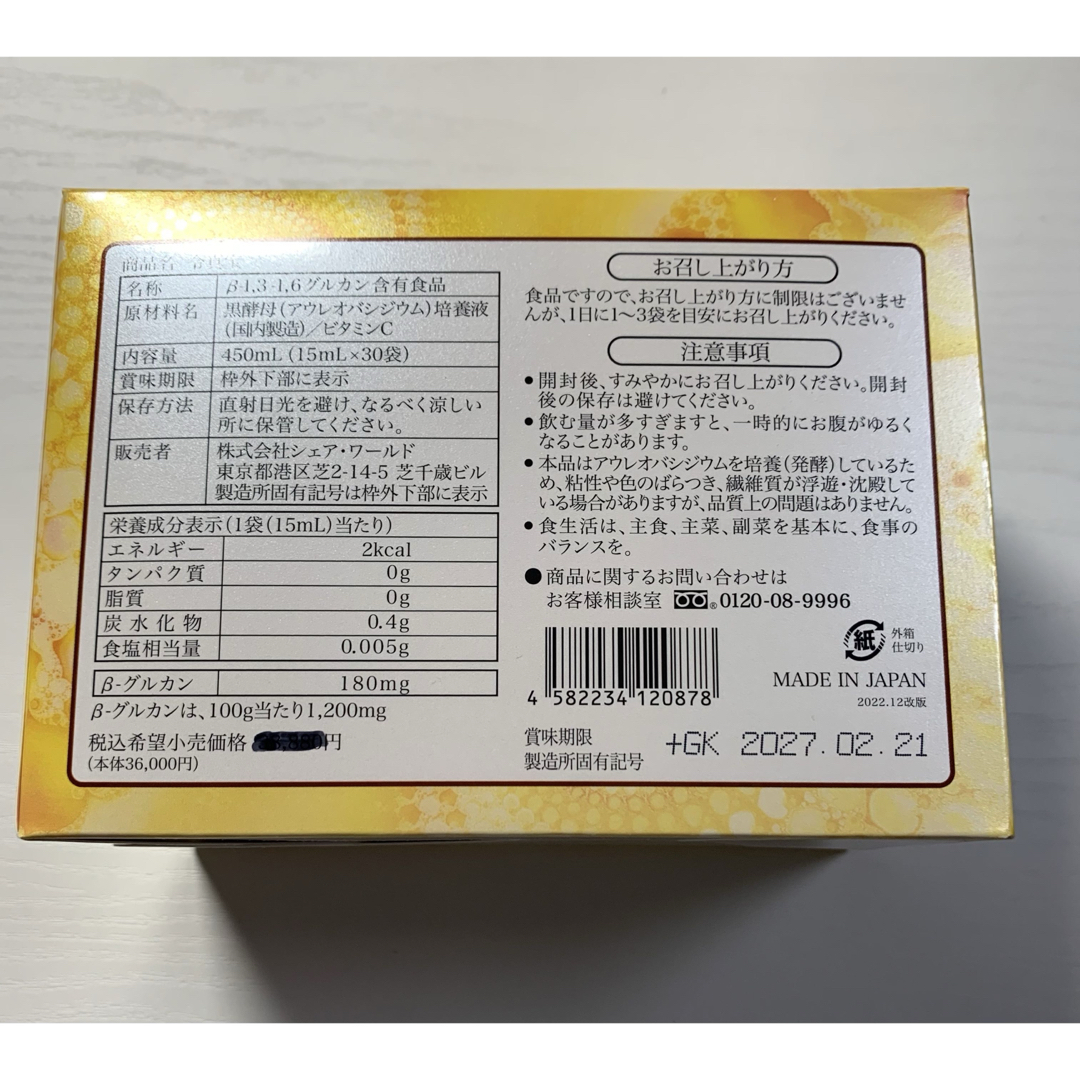 商品名
名称 β-1,3-1,6グルカン含有食品
原材料名 黒酵母(アウレオバシジウム)培養液
(国内製造)/ビタミンC
内容量 450mL (15mL×30袋)
賞味期限 枠外下部に表示
保存方法 直射日光を避け、なるべく涼しい
所に保管してください。
販売者 株式会社シェア・ワールド
東京都港区芝2-14-5 芝千歳ビル
製造所固有記号は枠外下部に表示
栄養成分表示(1袋(15mL)当たり)
エネルギー 2kcal
タンパク質 0g
脂質 0g
炭水化物 0.4g
食塩相当量 0.005g
β-グルカン 180mg
β-グルカンは、100g当たり1,200mg
税込希望小売価格 円
(本体36,000円)
お召し上がり方
食品ですので、お召し上がり方に制限はございませ
んが、1日に1〜3袋を目安にお召し上がりください。
注意事項
●開封後、すみやかにお召し上がりください。開封
後の保存は避けてください。
●飲む量が多すぎますと、一時的にお腹がゆるく
なることがあります。
●本品はアウレオバシジウムを培養(発酵)しているた
め、粘性や色のばらつき、繊維質が浮遊・沈殿して
いる場合がありますが、品質上の問題はありません。
●食生活は、主食、主菜、副菜を基本に、食事の
バランスを。
●商品に関するお問い合わせは
お客様相談室 0120-08-9996
4 582234 120878
紙 外箱
仕切り
MADE IN JAPAN
2022.12改版
賞味期限
製造所固有記号
+GK 2027.02.21